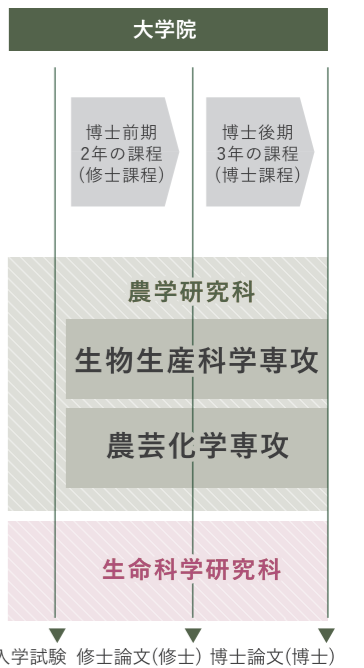 大学院
博士前期
2年の課程
(修士課程)
博士後期
3年の課程
(博士課程)
農学研究科
生物生産科学専攻
農芸化学専攻
生命科学研究科
入学試験 修士論文(修士) 博士論文(博士)